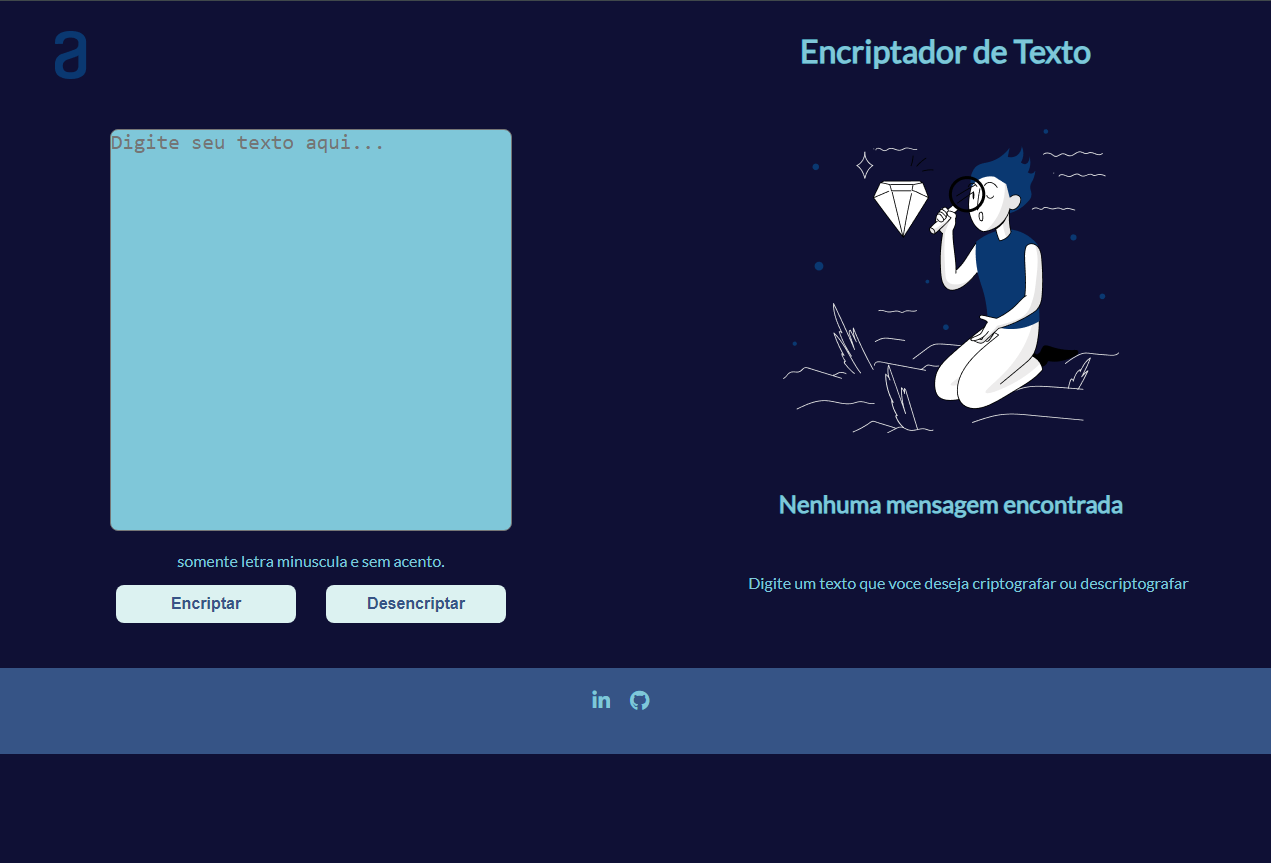 a
Encriptador de Texto
Digite seu texto aqui...
Nenhuma mensagem encontrada
somente letra minuscula e sem acento.
Digite um texto que voce deseja criptografar ou descriptografar
Encriptar
Desencriptar
in